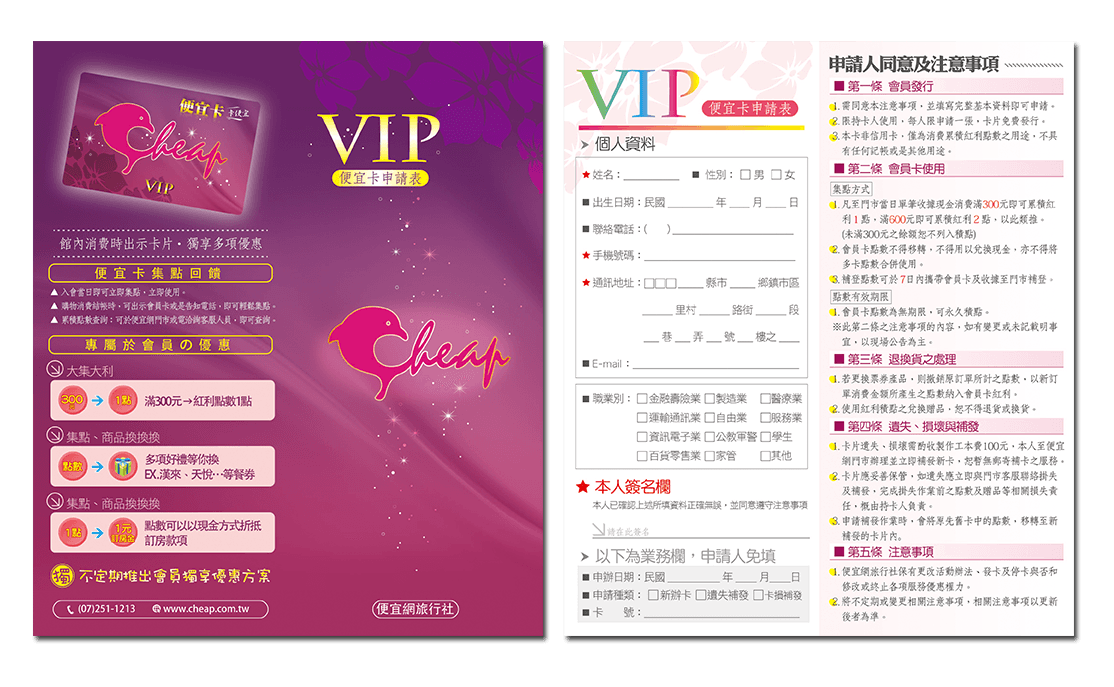 便宜卡 卡便宜
Cheap
VIP
館內消費時出示卡片‧獨享多項優惠
便宜卡集點回饋
▲ 入會當日即可立即集點,立即使用。
▲ 購物消費結帳時,可出示會員卡或是告知電話,即可輕鬆集點。
▲ 累積點數查詢:可於便宜網門市或電洽詢客服人員,即可查詢。
專屬於會員の優惠
大集大利
300元 → 1點 滿300元→紅利點數1點
集點、商品換換換
點數 → 多項好禮等你換
EX.漢來、天悅…等餐券
集點、商品換換換
1點 → 1元訂房金 點數可以以現金方式折抵
訂房款項
獨 不定期推出會員獨享優惠方案
(07)251-1213 www.cheap.com.tw
VIP
便宜卡申請表
Cheap
便宜網旅行社
VIP 便宜卡申請表
個人資料
★姓名: ■ 性別: □ 男 □ 女
■ 出生日期:民國 年 月 日
■ 聯絡電話:( )
★手機號碼:
★通訊地址:□□□ 縣市 鄉鎮市區
里村 路街 段
巷 弄 號 樓之
■ E-mail:
■ 職業別: □金融壽險業 □製造業 □醫療業
□運輸通訊業 □自由業 □服務業
□資訊電子業 □公教軍警 □學生
□百貨零售業 □家管 □其他
★ 本人簽名欄
本人已確認上述所填資料正確無誤,並同意遵守注意事項
請在此簽名
以下為業務欄,申請人免填
■ 申辦日期:民國 年 月 日
■ 申請種類: □新辦卡 □遺失補發 □卡損補發
■ 卡 號:
申請人同意及注意事項
■ 第一條 會員發行
1.需同意本注意事項,並填寫完整基本資料即可申請。
2.限持卡人使用,每人限申請一張,卡片免費發行。
3.本卡非信用卡,僅為消費累積紅利點數之用途,不具
有任何記帳或是其他用途。
■ 第二條 會員卡使用
集點方式
1.凡至門市當日單筆收據現金消費滿300元即可累積紅
利1點,滿600元即可累積紅利2點,以此類推。
(未滿300元之餘額恕不列入積點)
2.會員卡點數不得移轉,不得用以兌換現金,亦不得將
多卡點數合併使用。
3.補登點數可於7日內攜帶會員卡及收據至門市補登。
點數有效期限
1.會員卡點數為無期限,可永久積點。
※此第二條之注意事項的內容,如有變更或未記載明事
宜,以現場公告為主。
■ 第三條 退換貨之處理
1.若更換票券產品,則撤銷原訂單所計之點數,以新訂
單消費金額所產生之點數納入會員卡紅利。
2.使用紅利積點之兌換贈品,恕不得退貨或換貨。
■ 第四條 遺失、損壞與補發
1.卡片遺失、損壞需酌收製作工本費100元,本人至便宜
網門市辦理並立即補發新卡,恕暫無郵寄補卡之服務。
2.卡片應妥善保管,如遺失應立即與門市客服聯絡掛失
及補發,完成掛失作業前之點數及贈品等相關損失責
任,概由持卡人負責。
3.申請補發作業時,會將原先舊卡中的點數,移轉至新
補發的卡片內。
■ 第五條 注意事項
1.便宜網旅行社保有更改活動辦法、發卡及停卡與否和
修改或終止各項服務優惠權力。
2.將不定期或變更相關注意事項,相關注意事項以更新
後者為準。